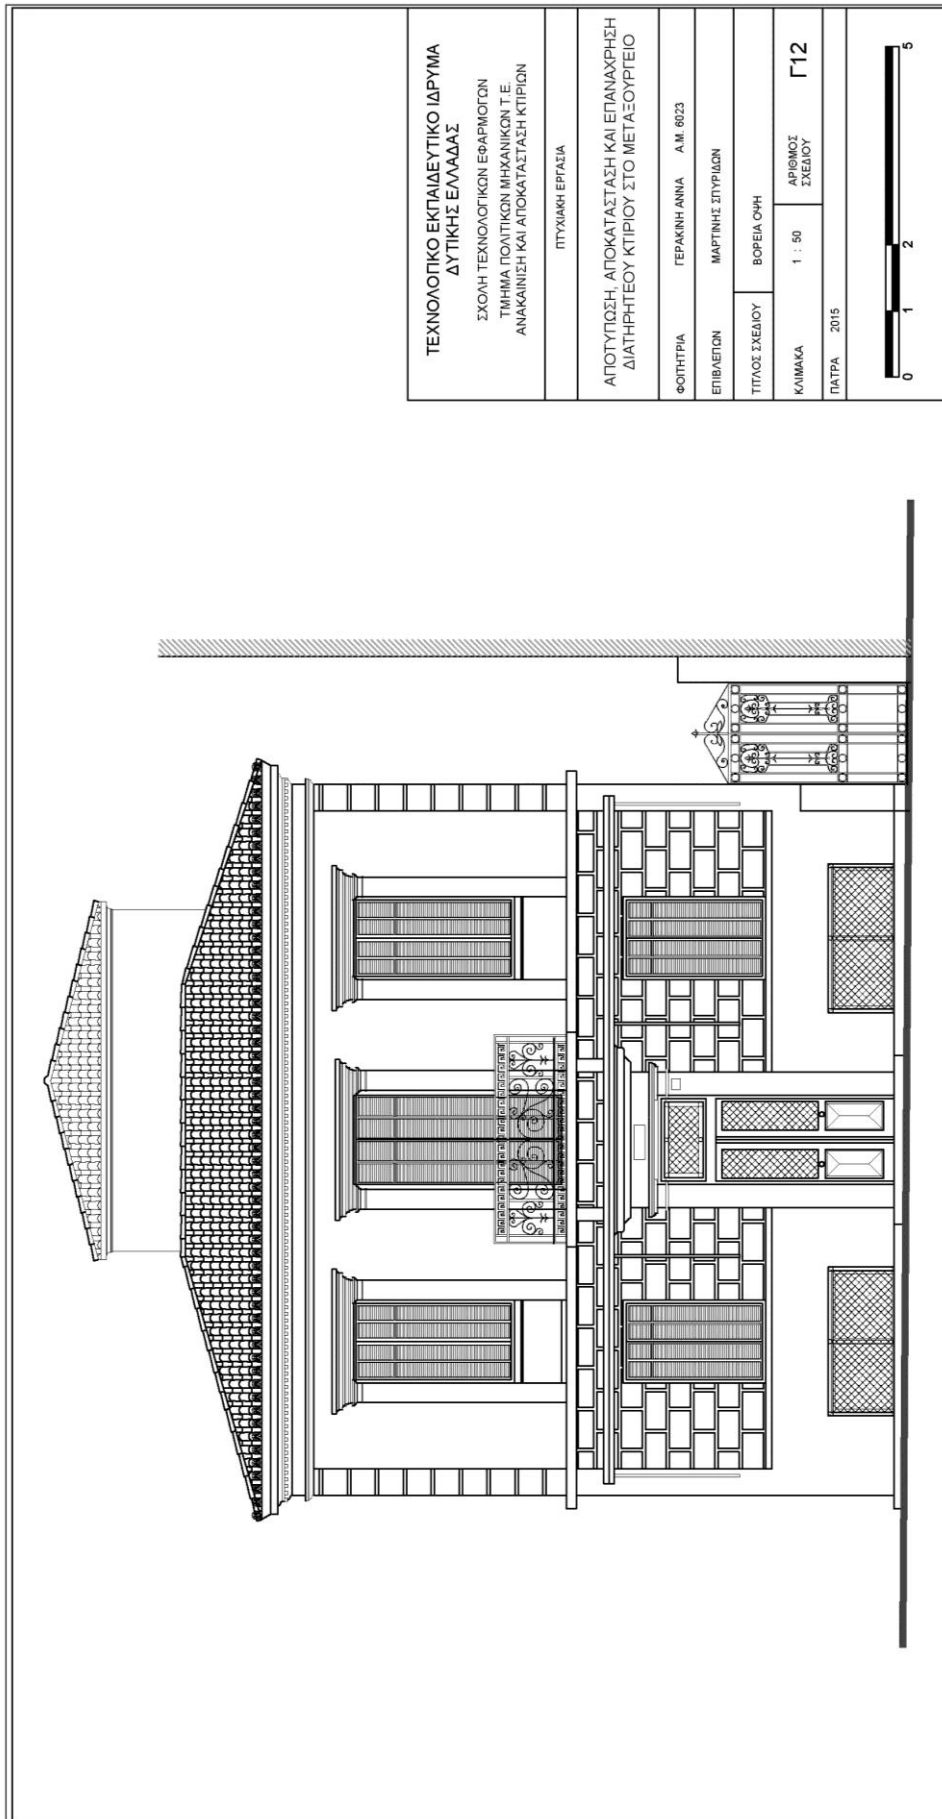 ΤΕΧΝΟΛΟΓΙΚΟ ΕΚΠΑΙΔΕΥΤΙΚΟ ΙΔΡΥΜΑ
ΔΥΤΙΚΗΣ ΕΛΛΑΔΑΣ
ΣΧΟΛΗ ΤΕΧΝΟΛΟΓΙΚΩΝ ΕΦΑΡΜΟΓΩΝ
ΤΜΗΜΑ ΠΟΛΙΤΙΚΩΝ ΜΗΧΑΝΙΚΩΝ Τ.Ε.
ΑΝΑΚΑΙΝΙΣΗ ΚΑΙ ΑΠΟΚΑΤΑΣΤΑΣΗ ΚΤΙΡΙΩΝ
ΠΤΥΧΙΑΚΗ ΕΡΓΑΣΙΑ
ΑΠΟΤΥΠΩΣΗ, ΑΠΟΚΑΤΑΣΤΑΣΗ ΚΑΙ ΕΠΑΝΑΧΡΗΣΗ
ΔΙΑΤΗΡΗΤΕΟΥ ΚΤΙΡΙΟΥ ΣΤΟ ΜΕΤΑΞΟΥΡΓΕΙΟ
ΦΟΙΤΗΤΡΙΑ ΓΕΡΑΚΙΝΗ ΑΝΝΑ Α.Μ. 6023
ΕΠΙΒΛΕΠΩΝ ΜΑΡΤΙΝΗΣ ΣΠΥΡΙΔΩΝ
ΤΙΤΛΟΣ ΣΧΕΔΙΟΥ ΒΟΡΕΙΑ ΟΨΗ
ΚΛΙΜΑΚΑ 1 : 50 ΑΡΙΘΜΟΣ
ΣΧΕΔΙΟΥ Γ12
ΠΑΤΡΑ 2015
0 1 2 5